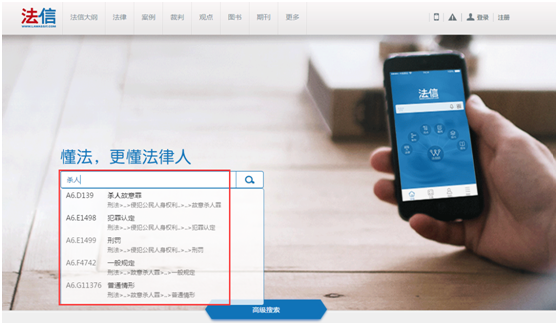 法信
法信大纲 法律 案例 裁判 观点 图书 期刊 更多
登录 注册
法信
懂法，更懂法律人
杀人
A6.D139 杀人故意罪
刑法>..>侵犯公民人身权利..>..>故意杀人罪
A6.E1498 犯罪认定
刑法>..>侵犯公民人身权利..>..>犯罪认定
A6.E1499 刑罚
刑法>..>侵犯公民人身权利..>..>刑罚
A6.F4742 一般规定
刑法>..>故意杀人罪>..>一般规定
A6.G11376 普通情形
刑法>..>故意杀人罪>..>普通情形
高级搜索